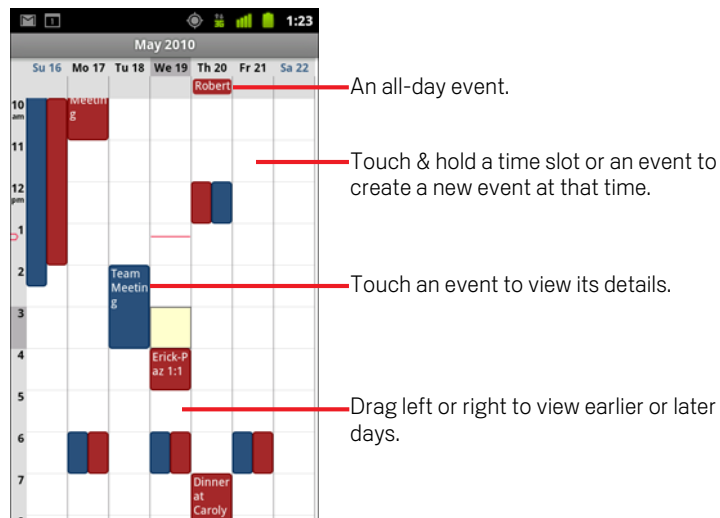 1:23
May 2010
Su 16 Mo 17 Tu 18 We 19 Th 20 Fr 21 Sa 22
Robert
An all-day event.
10
am
Meetin
g
11
Touch & hold a time slot or an event to
create a new event at that time.
12
pm
1
2
Team
Meetin
g
Touch an event to view its details.
3
4
Erick-P
az 1:1
5
Drag left or right to view earlier or later
days.
6
7
Dinner
at
Caroly